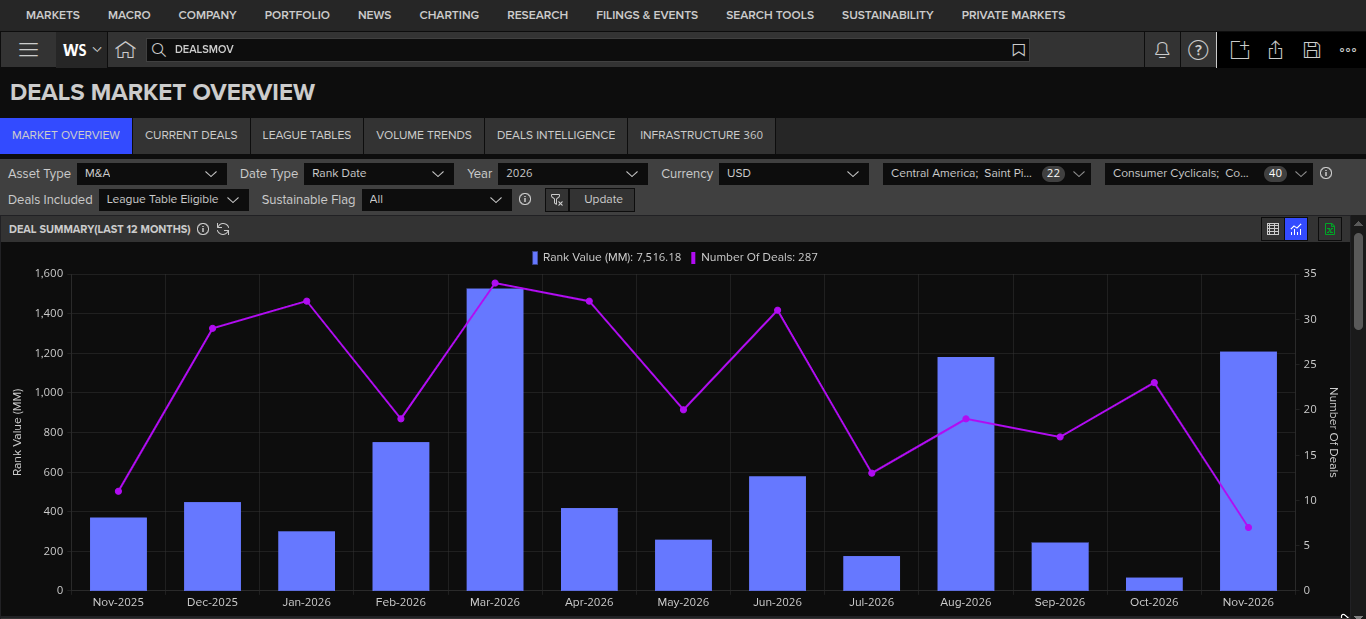 MARKETS MACRO COMPANY PORTFOLIO NEWS CHARTING RESEARCH FILINGS & EVENTS SEARCH TOOLS SUSTAINABILITY PRIVATE MARKETS
WS DEALSMOV ?
DEALS MARKET OVERVIEW
MARKET OVERVIEW CURRENT DEALS LEAGUE TABLES VOLUME TRENDS DEALS INTELLIGENCE INFRASTRUCTURE 360
Asset Type M&A Date Type Rank Date Year 2026 Currency USD Central America; Saint Pi... 22 Consumer Cyclicals; Co... 40
Deals Included League Table Eligible Sustainable Flag All Update
DEAL SUMMARY(LAST 12 MONTHS)
Rank Value (MM): 7,516.18 Number Of Deals: 287
1,600 35
1,400 30
1,200 25
1,000 20
800 15
600 10
400 5
200 0
0
Rank Value (MM)
Number Of Deals
Nov-2025 Dec-2025 Jan-2026 Feb-2026 Mar-2026 Apr-2026 May-2026 Jun-2026 Jul-2026 Aug-2026 Sep-2026 Oct-2026 Nov-2026